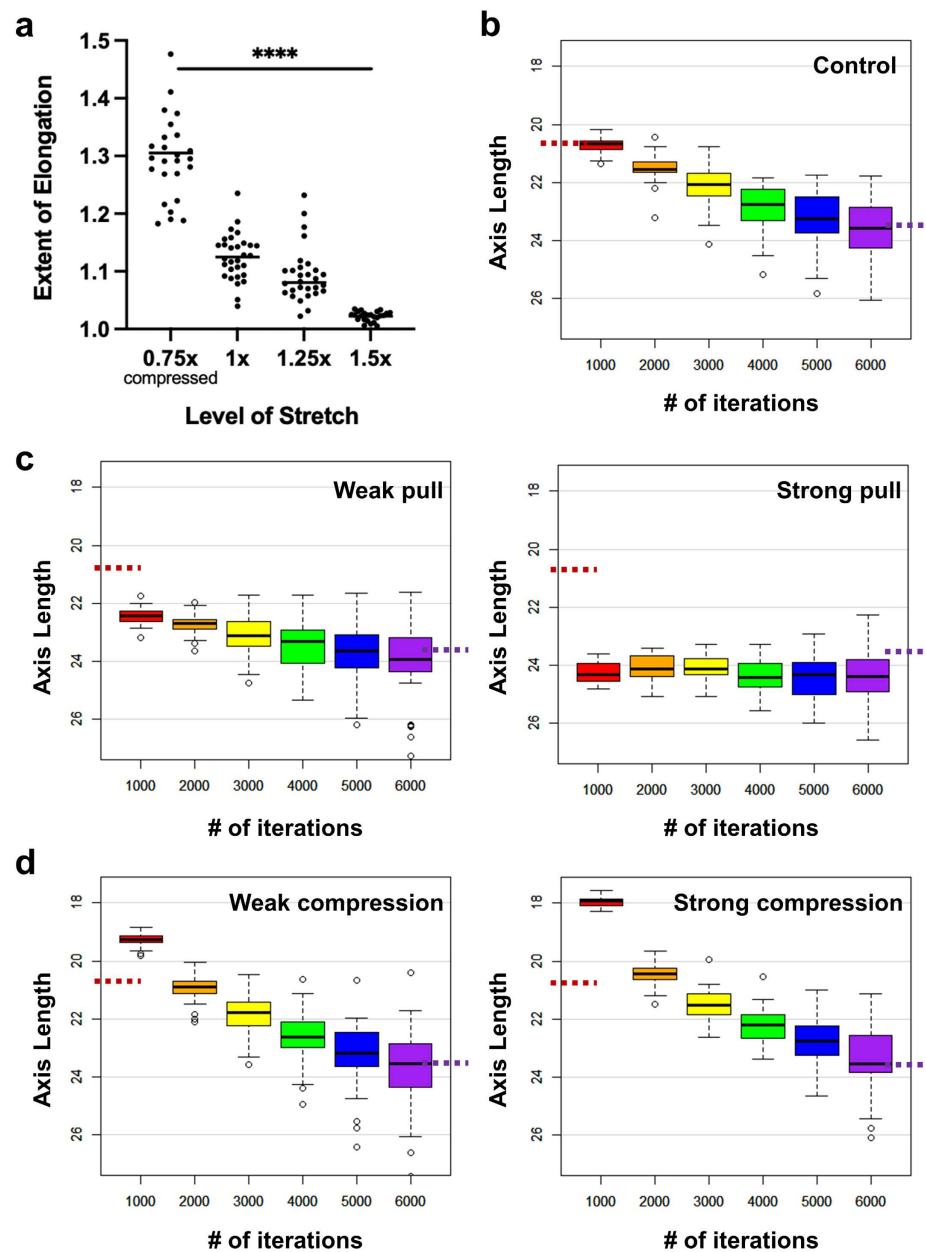 a
1.5
1.4
1.3
1.2
1.1
1.0
Extent of Elongation
****
0.75x 1x 1.25x 1.5x
compressed
Level of Stretch
b
Control
18
20
22
24
26
Axis Length
1000 2000 3000 4000 5000 6000
# of iterations
c
Weak pull
18
20
22
24
26
Axis Length
1000 2000 3000 4000 5000 6000
# of iterations
Strong pull
18
20
22
24
26
Axis Length
1000 2000 3000 4000 5000 6000
# of iterations
d
Weak compression
18
20
22
24
26
Axis Length
1000 2000 3000 4000 5000 6000
# of iterations
Strong compression
18
20
22
24
26
Axis Length
1000 2000 3000 4000 5000 6000
# of iterations